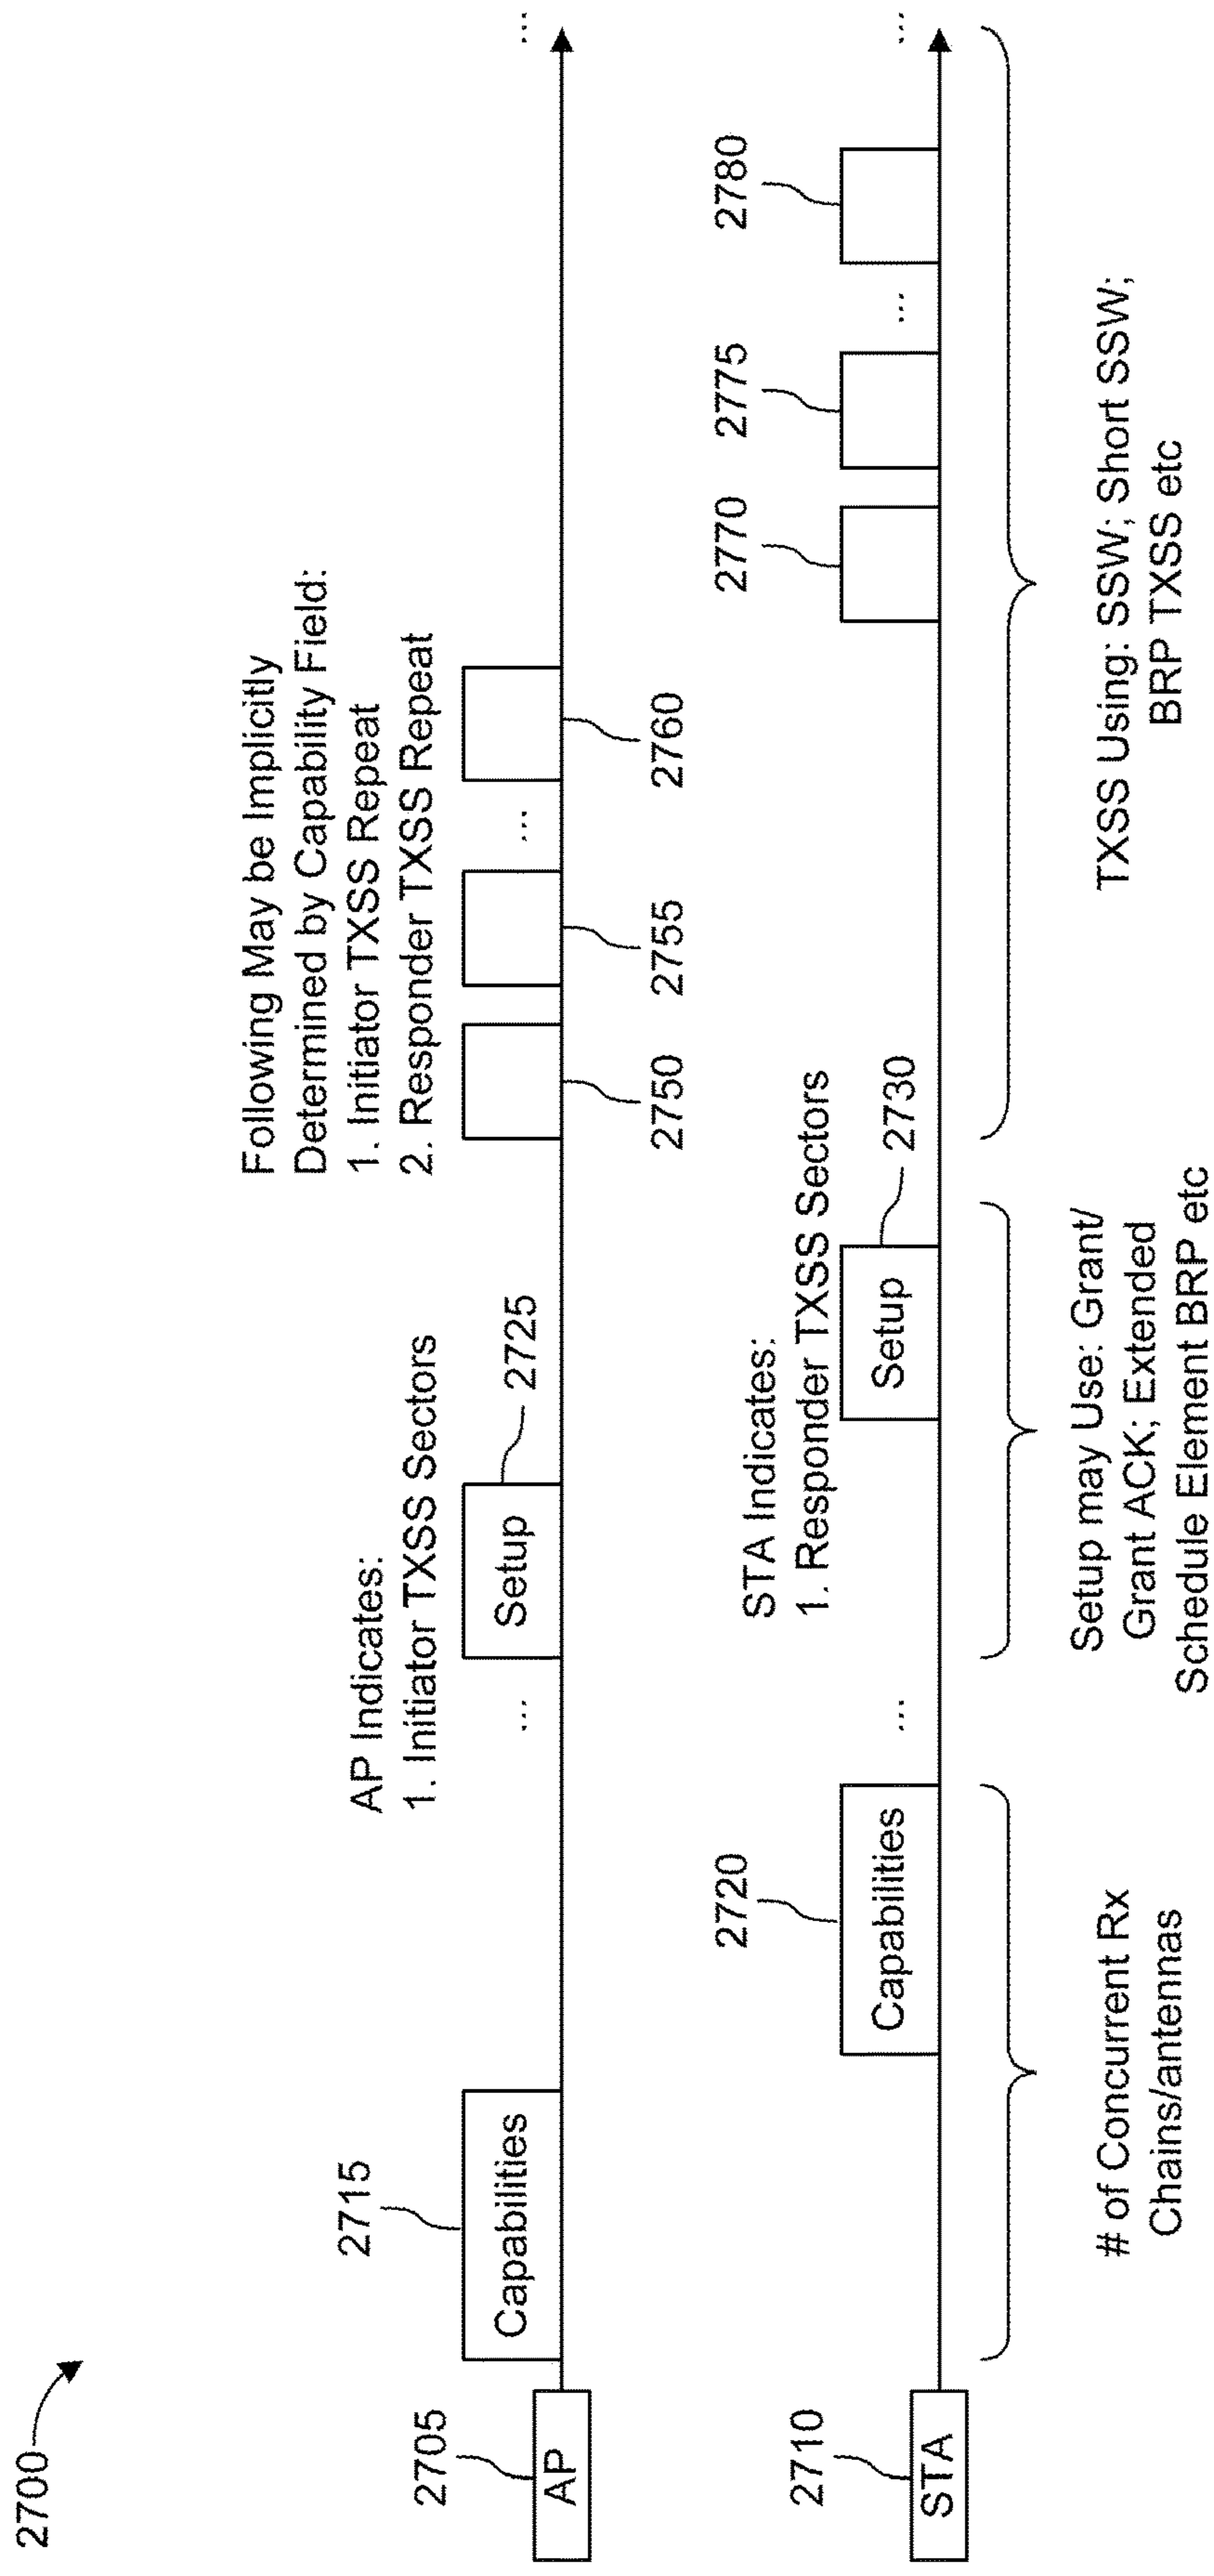 2700
2705
AP
2715
Capabilities
AP Indicates:
1. Initiator TXSS Sectors
...
Setup
2725
Following May be Implicitly
Determined by Capability Field:
1. Initiator TXSS Repeat
2. Responder TXSS Repeat
2750
2755
...
2760
...
2710
STA
2720
Capabilities
...
STA Indicates:
1. Responder TXSS Sectors
Setup
2730
2770
2775
...
2780
...
# of Concurrent Rx
Chains/antennas
Setup may Use: Grant/
Grant ACK; Extended
Schedule Element BRP etc
TXSS Using: SSW; Short SSW;
BRP TXSS etc